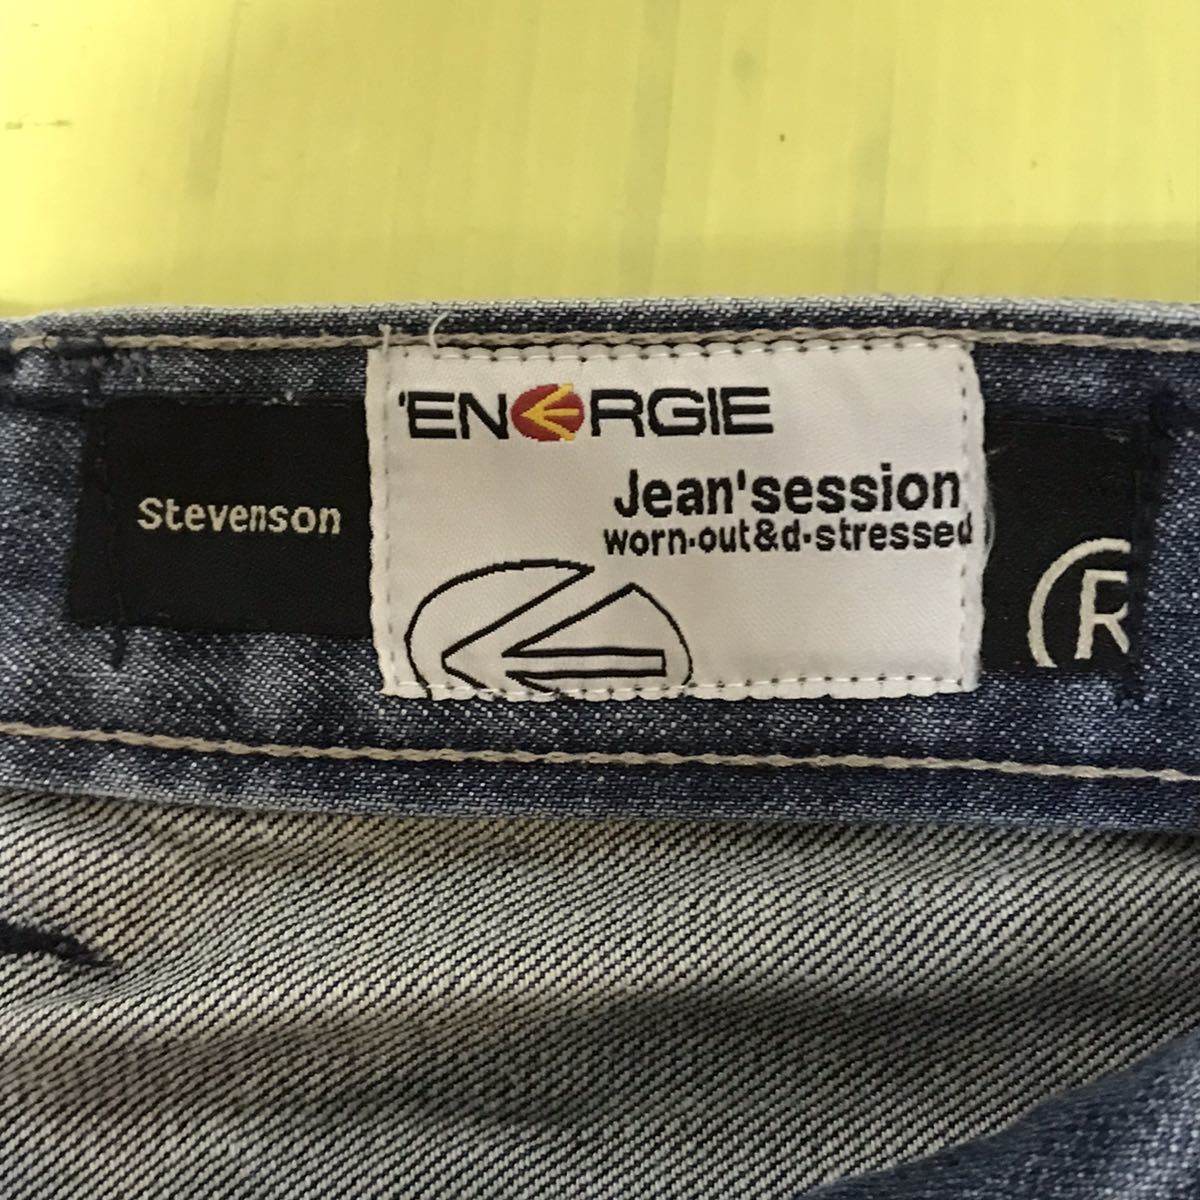 'ENERGIE
Jean'session
worn·out&d·stressed
Stevenson
R